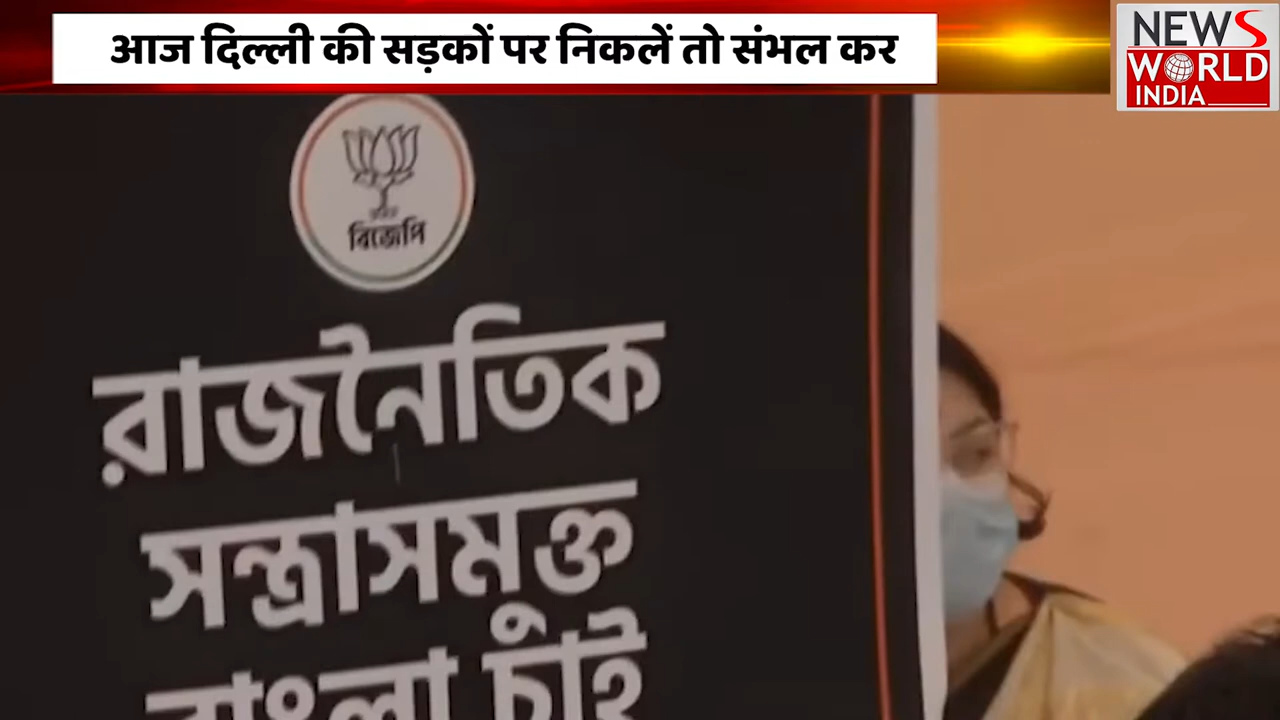 आज दिल्ली की सड़कों पर निकलें तो संभल कर
NEWS
WORLD
INDIA
বিজেপি
রাজনৈতিক
সন্ত্রাসমুক্ত
বাংলা চাই